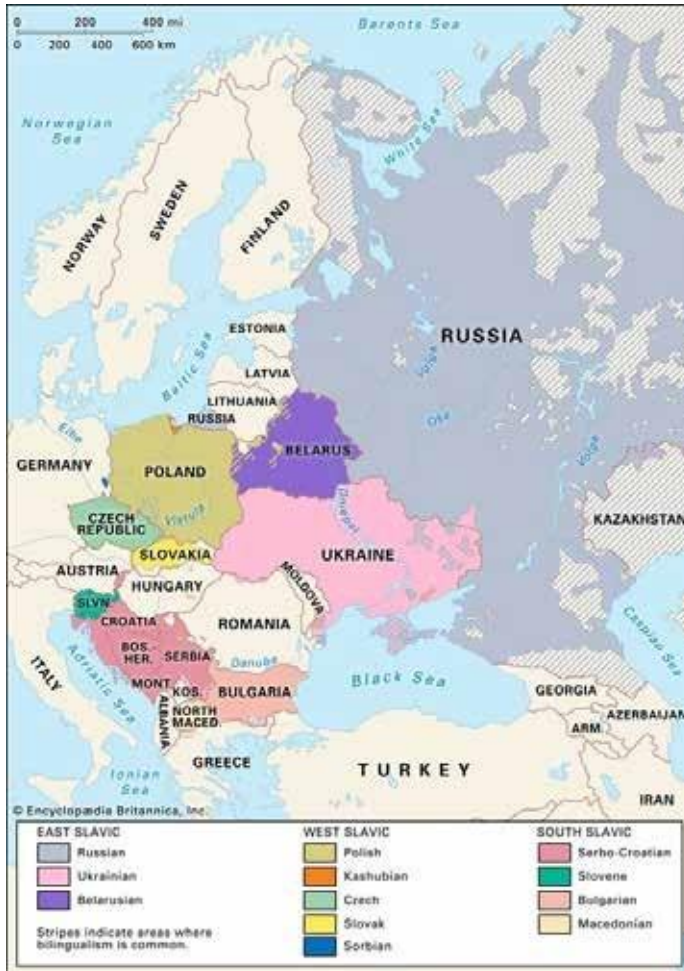 0 200 400 mi
0 200 400 600 km
Barents Sea
Norwegian
Sea
White Sea
NORWAY
SWEDEN
FINLAND
RUSSIA
ESTONIA
Baltic Sea
LATVIA
Volga
LITHUANIA
RUSSIA
Oka
Elbe
BELARUS
Volga
GERMANY
POLAND
Dnieper
KAZAKHSTAN
Vistula
CZECH
REPUBLIC
SLOVAKIA
UKRAINE
AUSTRIA
HUNGARY
MOLDOVA
SLVN.
CROATIA
ROMANIA
Caspian Sea
BOS.-
HER.
SERBIA
Danube
ITALY
Adriatic Sea
MONT.
KOS.
BULGARIA
Black Sea
GEORGIA
ALBANIA
NORTH
MACED.
AZERBAIJAN
ARM.
GREECE
TURKEY
Ionian
Sea
IRAN
© Encyclopædia Britannica, Inc.
EAST SLAVIC
Russian
Ukrainian
Belarusian
Stripes indicate areas where
bilingualism is common.
WEST SLAVIC
Polish
Kashubian
Czech
Slovak
Sorbian
SOUTH SLAVIC
Serbo-Croatian
Slovene
Bulgarian
Macedonian